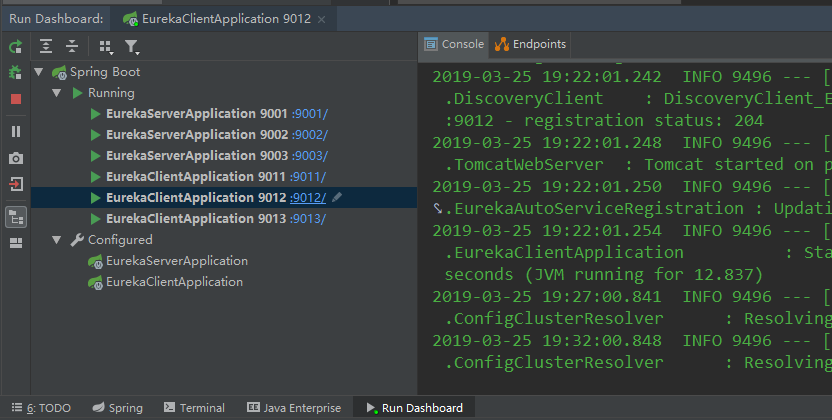 Run Dashboard: EurekaClientApplication 9012
Console Endpoints
Spring Boot
Running
EurekaServerApplication 9001 :9001/
EurekaServerApplication 9002 :9002/
EurekaServerApplication 9003 :9003/
EurekaClientApplication 9011 :9011/
EurekaClientApplication 9012 :9012/
EurekaClientApplication 9013 :9013/
Configured
EurekaServerApplication
EurekaClientApplication
2019-03-25 19:22:01.242 INFO 9496 --- [
.DiscoveryClient : DiscoveryClient_E
:9012 - registration status: 204
2019-03-25 19:22:01.248 INFO 9496 --- [
.TomcatWebServer : Tomcat started on p
2019-03-25 19:22:01.250 INFO 9496 --- [
.EurekaAutoServiceRegistration : Updati
2019-03-25 19:22:01.254 INFO 9496 --- [
.EurekaClientApplication : Sta
seconds (JVM running for 12.837)
2019-03-25 19:27:00.841 INFO 9496 --- [
.ConfigClusterResolver : Resolving
2019-03-25 19:32:00.848 INFO 9496 --- [
.ConfigClusterResolver : Resolving
6: TODO Spring Terminal Java Enterprise Run Dashboard